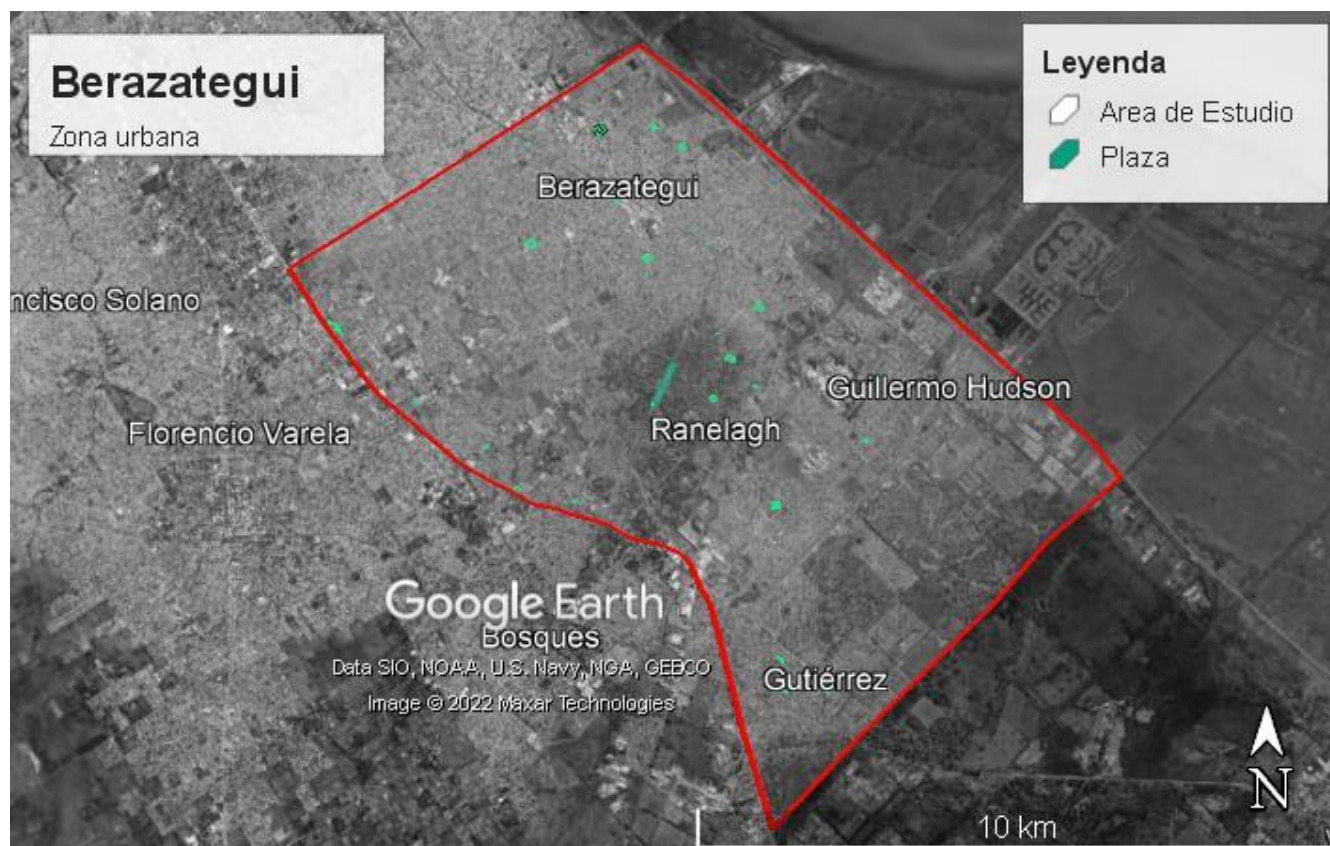 Berazategui
Zona urbana
Leyenda
Area de Estudio
Plaza
Berazategui
ncisco Solano
Guillermo Hudson
Florencio Varela
Ranelagh
Google Earth
Bosques
Data SIO, NOAA, U.S. Navy, NGA, GEBCO
Image © 2022 Maxar Technologies
Gutiérrez
N
10 km